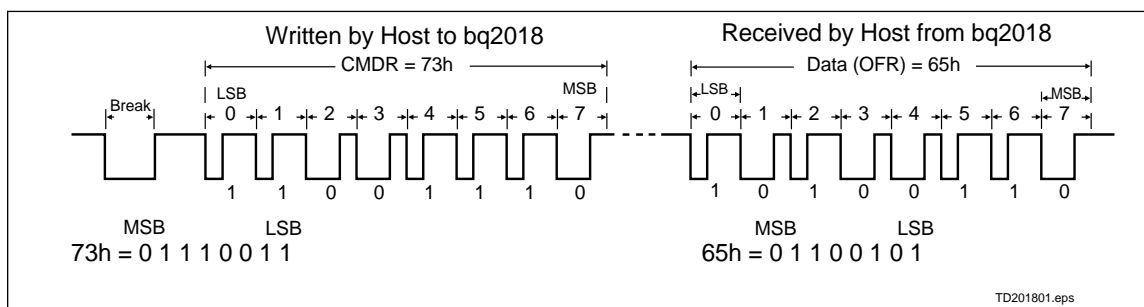 Written by Host to bq2018 Received by Host from bq2018
CMDR = 73h Data (OFR) = 65h
Break LSB MSB LSB MSB
0 1 2 3 4 5 6 7 0 1 2 3 4 5 6 7
1 1 0 0 1 1 1 0 1 0 1 0 0 1 1 0
MSB LSB MSB LSB
73h = 0 1 1 1 0 0 1 1 65h = 0 1 1 0 0 1 0 1
TD201801.eps